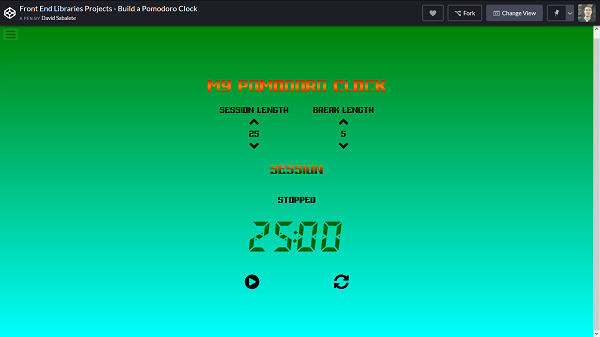 Front End Libraries Projects - Build a Pomodoro Clock
A PEN BY David Sabalete
Fork
Change View
MY POMODORO CLOCK
SESSION LENGTH BREAK LENGTH
25 5
SESSION
STOPPED
25:00